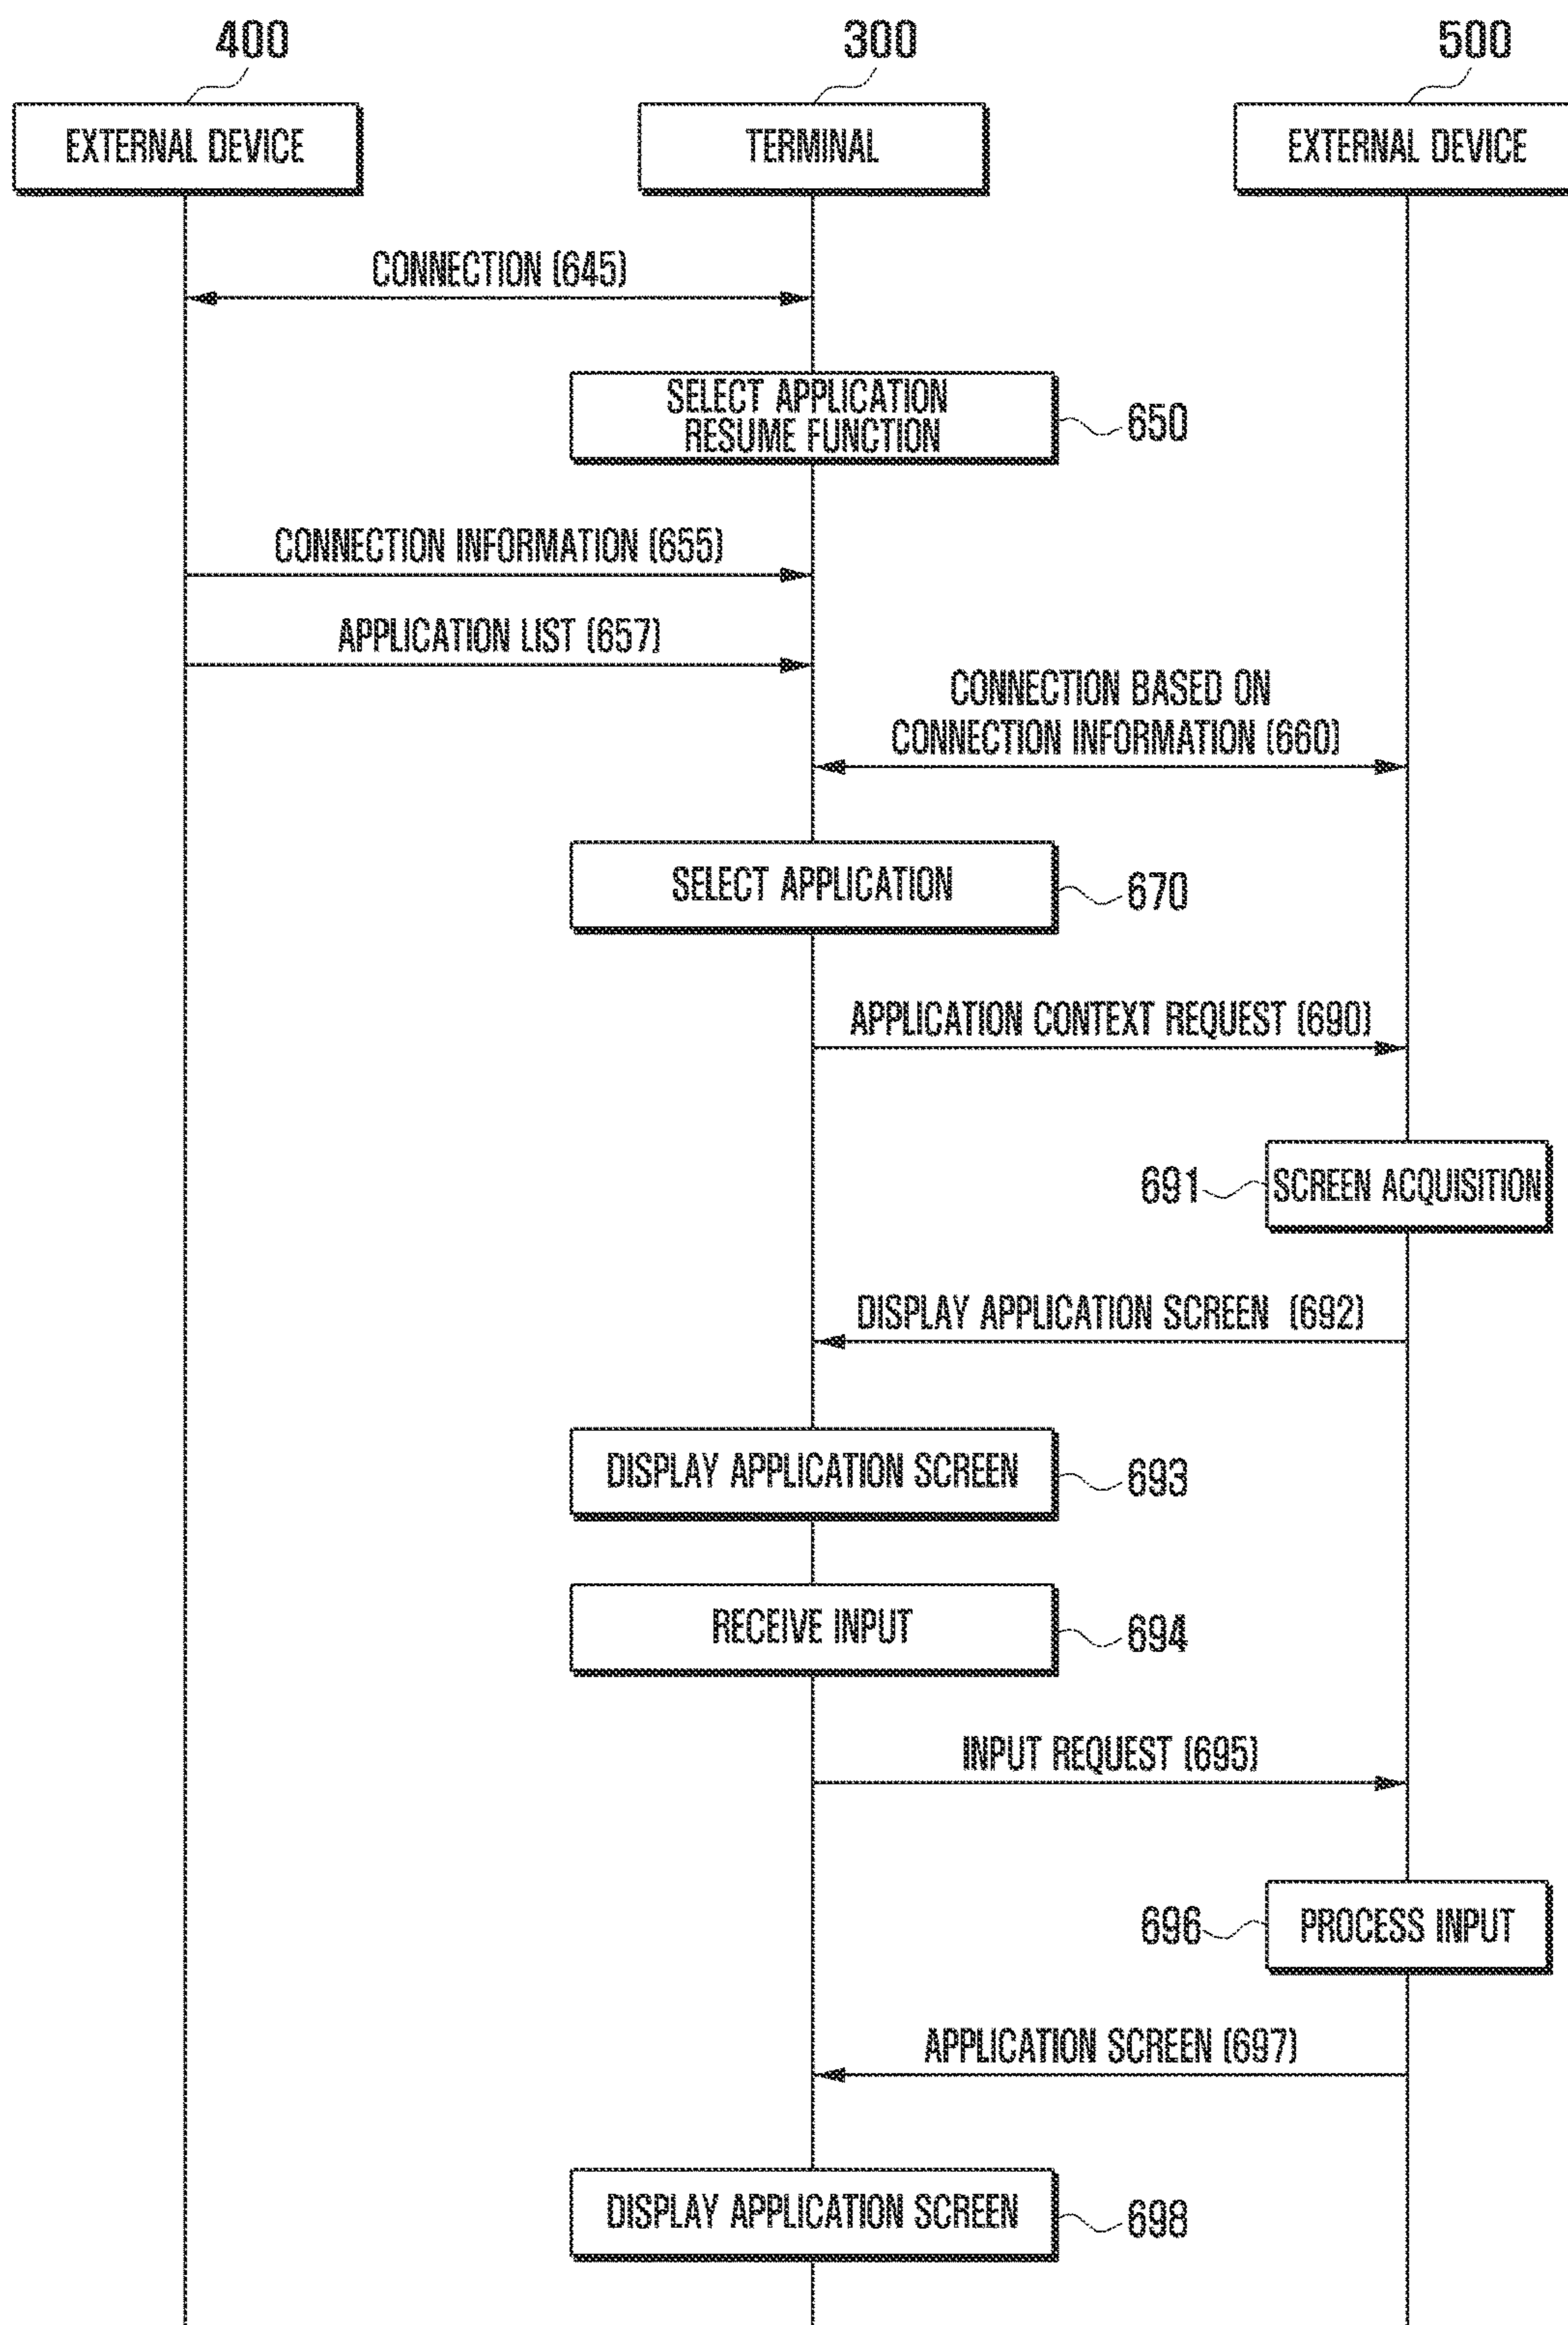 400
300
500
EXTERNAL DEVICE
TERMINAL
EXTERNAL DEVICE
CONNECTION (645)
SELECT APPLICATION
RESUME FUNCTION
650
CONNECTION INFORMATION (655)
APPLICATION LIST (657)
CONNECTION BASED ON
CONNECTION INFORMATION (660)
SELECT APPLICATION
670
APPLICATION CONTEXT REQUEST (690)
691
SCREEN ACQUISITION
DISPLAY APPLICATION SCREEN (692)
DISPLAY APPLICATION SCREEN
693
RECEIVE INPUT
694
INPUT REQUEST (695)
696
PROCESS INPUT
APPLICATION SCREEN (697)
DISPLAY APPLICATION SCREEN
698